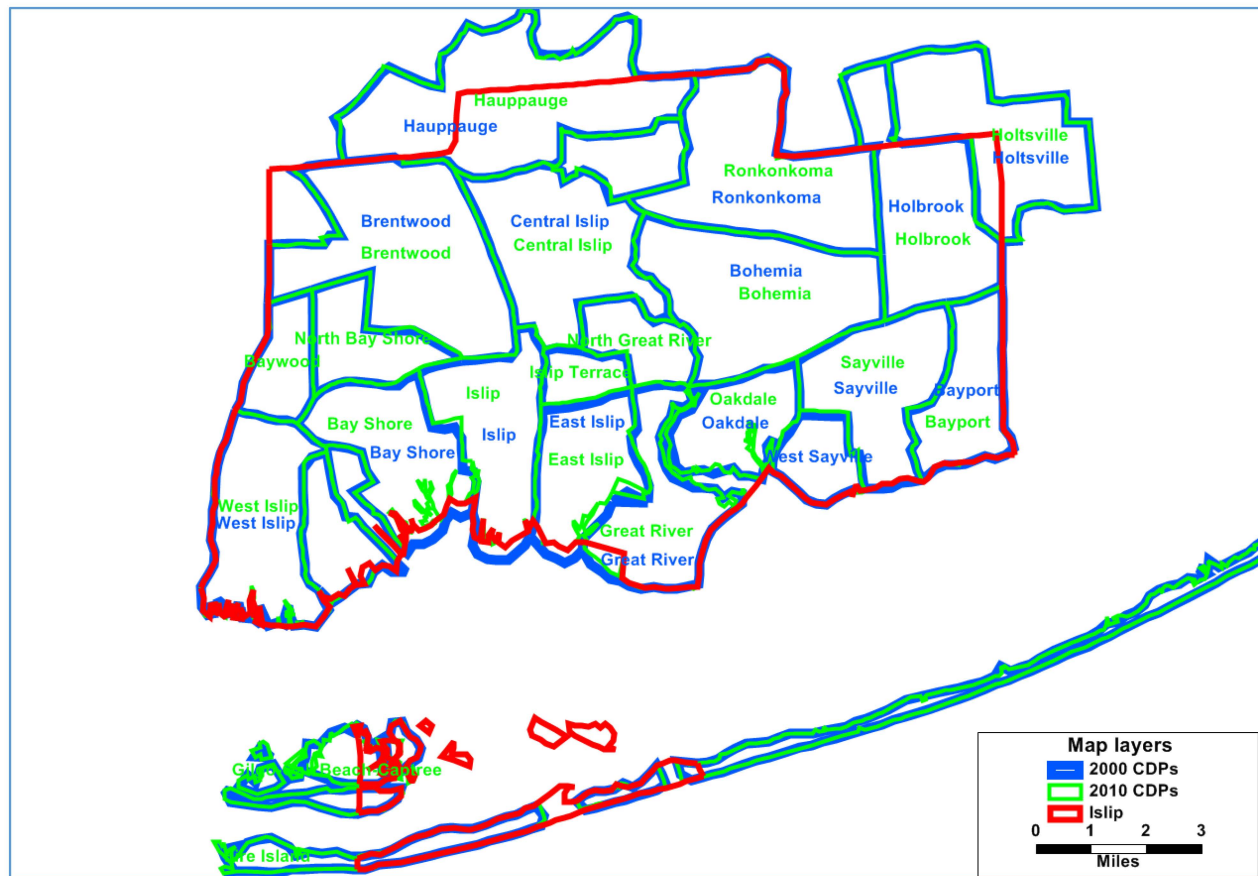 Hauppauge
Hauppauge
Holtsville
Holtsville
Ronkonkoma
Ronkonkoma
Brentwood
Brentwood
Central Islip
Central Islip
Holbrook
Holbrook
Bohemia
Bohemia
North Bay Shore
North Great River
Baywood
Islip Terrace
Sayville
Sayville
Islip
Islip
Bayport
Bayport
Oakdale
Oakdale
Bay Shore
Bay Shore
East Islip
East Islip
West Sayville
West Islip
West Islip
Great River
Great River
Beach-Captree
Island
Map layers
2000 CDPs
2010 CDPs
Islip
0 1 2 3
Miles